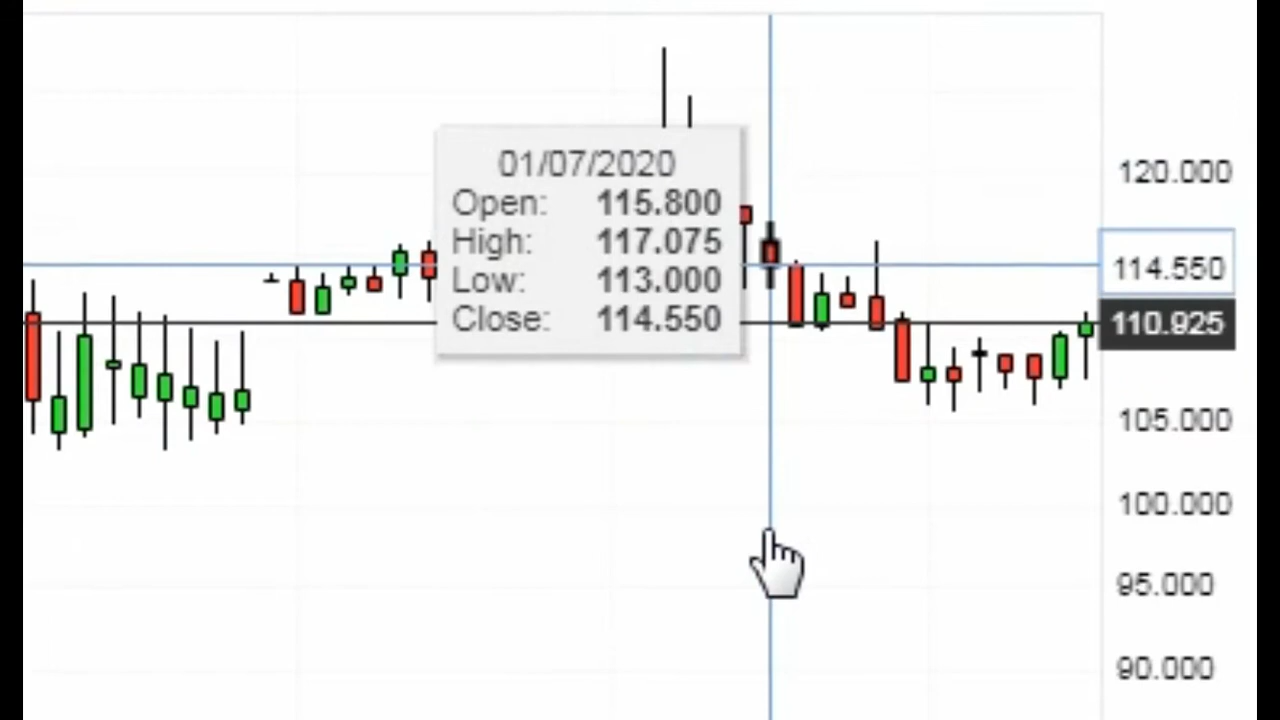 01/07/2020
Open: 115.800
High: 117.075
Low: 113.000
Close: 114.550
120.000
114.550
110.925
105.000
100.000
95.000
90.000